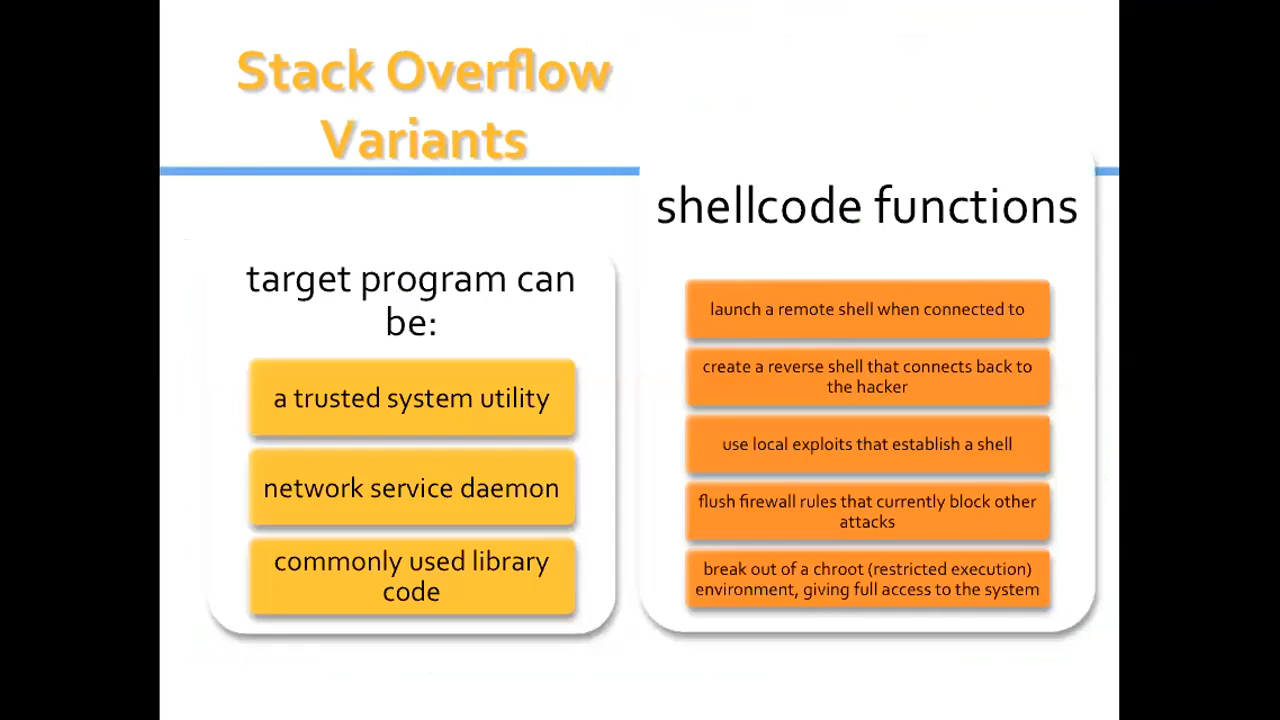 Stack Overflow
Variants
shellcode functions
target program can
be:
a trusted system utility
network service daemon
commonly used library
code
launch a remote shell when connected to
create a reverse shell that connects back to
the hacker
use local exploits that establish a shell
flush firewall rules that currently block other
attacks
break out of a chroot (restricted execution)
environment, giving full access to the system